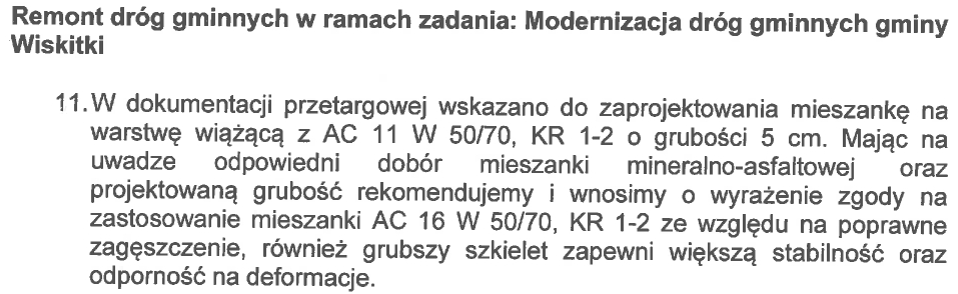 Remont dróg gminnych w ramach zadania: Modernizacja dróg gminnych gminy
Wiskitki
11. W dokumentacji przetargowej wskazano do zaprojektowania mieszankę na
warstwę wiążącą z AC 11 W 50/70, KR 1-2 o grubości 5 cm. Mając na
uwadze odpowiedni dobór mieszanki mineralno-asfaltowej oraz
projektowaną grubość rekomendujemy i wnosimy o wyrażenie zgody na
zastosowanie mieszanki AC 16 W 50/70, KR 1-2 ze względu na poprawne
zagęszczenie, również grubszy szkielet zapewni większą stabilność oraz
odporność na deformacje.